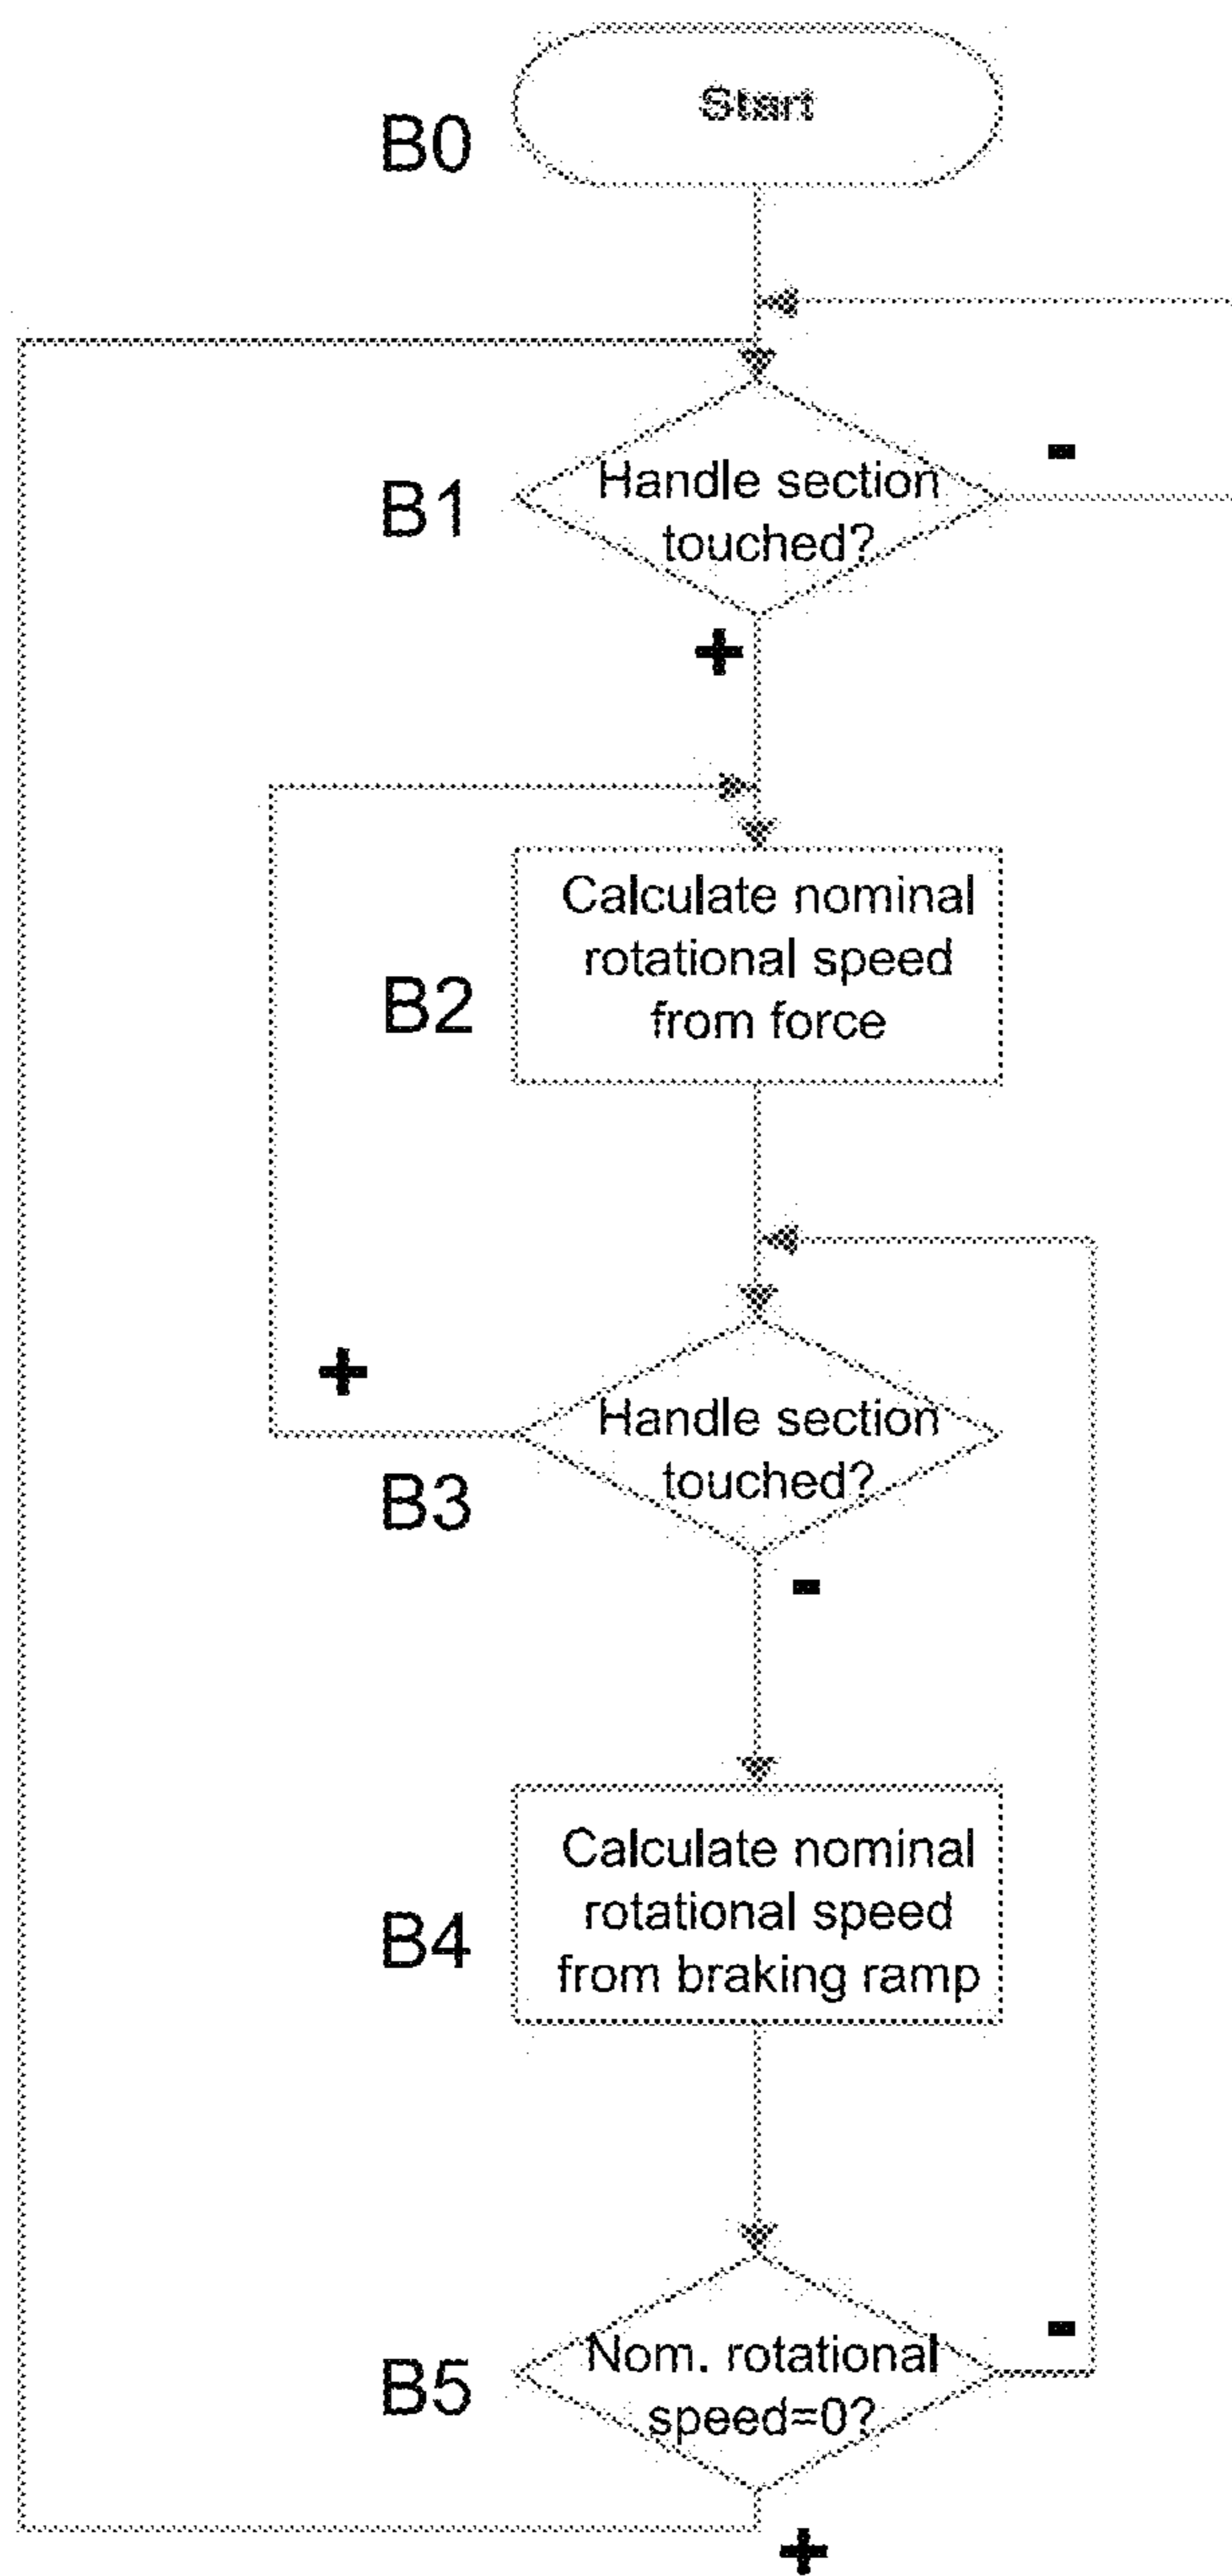 B0
Start
B1
Handle section
touched?
-
+
B2
Calculate nominal
rotational speed
from force
+
B3
Handle section
touched?
-
B4
Calculate nominal
rotational speed
from braking ramp
B5
Nom. rotational
speed=0?
-
+